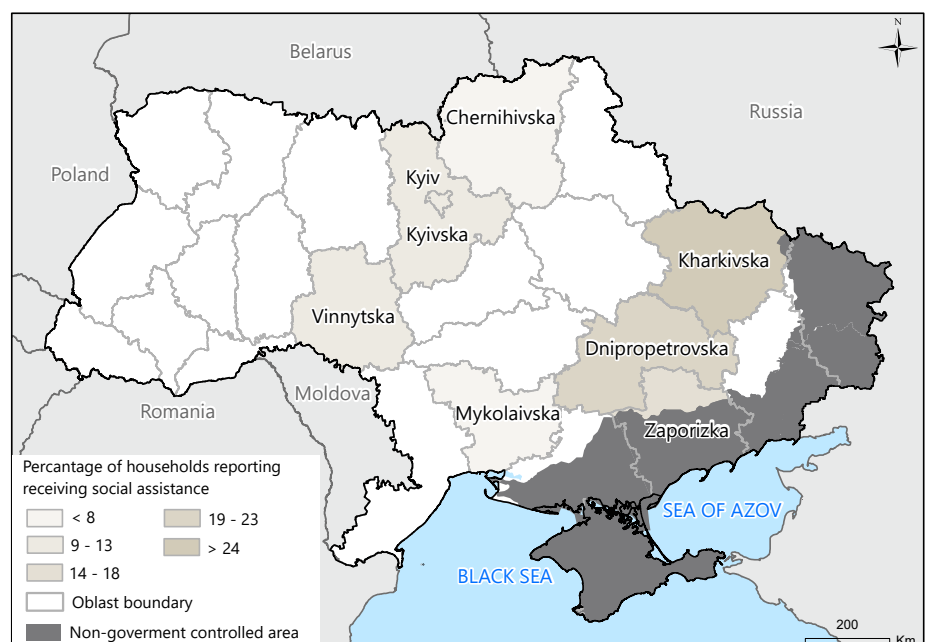 N
Belarus
Chernihivska
Russia
Poland
Kyiv
Kyivska
Kharkivska
Vinnytska
Dnipropetrovska
Moldova
Romania
Mykolaivska
Zaporizka
Percentage of households reporting
receiving social assistance
< 8
19 - 23
9 - 13
> 24
14 - 18
Oblast boundary
Non-goverment controlled area
SEA OF AZOV
BLACK SEA
200
Km